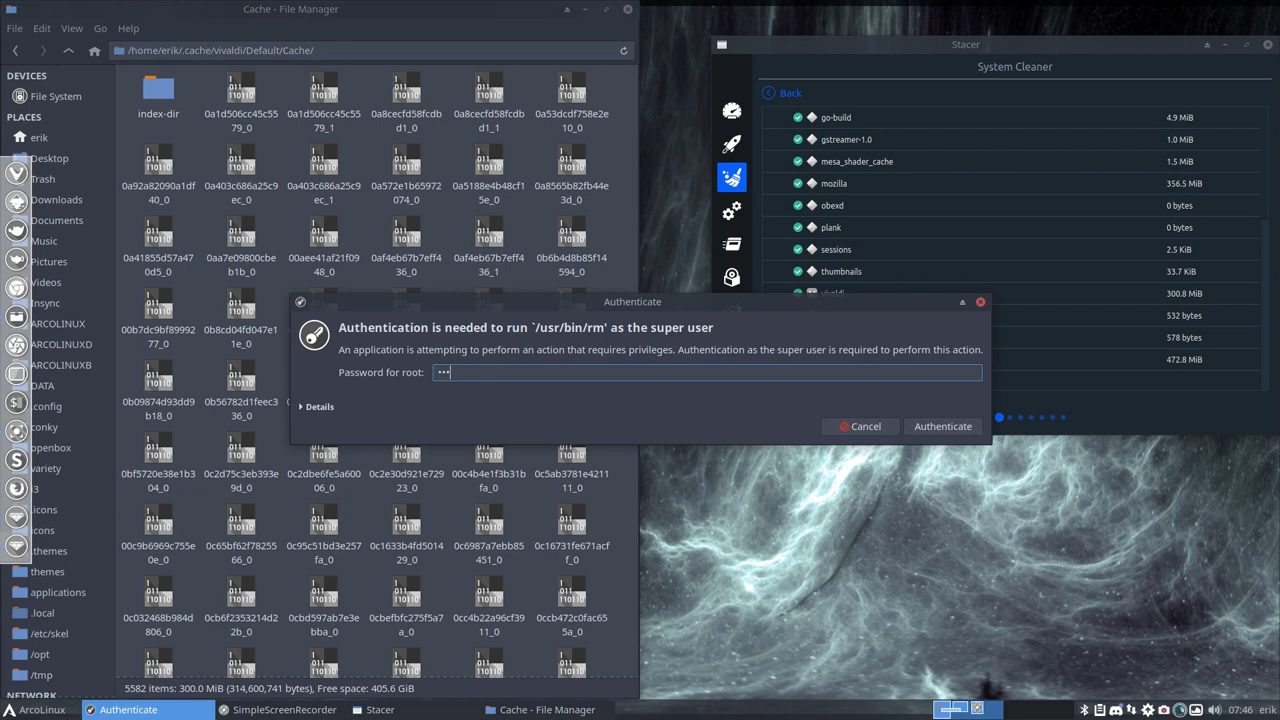 Cache - File Manager
File Edit View Go Help
/home/erik/.cache/vivaldi/Default/Cache/
DEVICES
File System
PLACES
erik
Desktop
Trash
Downloads
Documents
Music
Pictures
Videos
Insync
ARCOLINUX
ARCOLINUXD
ARCOLINUXB
DATA
.config
conky
openbox
variety
i3
.icons
icons
.themes
themes
applications
.local
/etc/skel
/opt
/tmp
NETWORK
index-dir
0a1d506cc45c55
79_0
0a1d506cc45c55
79_1
0a8cecfd58fcdb
d1_0
0a8cecfd58fcdb
d1_1
0a53dcdf758e2e
10_0
0a92a82090a1df
40_0
0a403c686a25c9
ec_0
0a403c686a25c9
ec_1
0a572e1b65972
074_0
0a5188e4b48cf1
5e_0
0a8565b82fb44e
3d_0
0a41855d57a47
0d5_0
0aa7e09800cbe
b1b_0
00aee41af21f09
48_0
0af4eb67b7eff4
36_0
0af4eb67b7eff4
36_1
0b6b4d8b85f14
594_0
00b7dc9bf89992
77_0
0b8cd04fd047e1
1e_0
0b09874d93dd9
b18_0
0b56782d1feec3
36_0
0bf5720e38e1b3
04_0
0c2d75c3eb393e
9d_0
0c2dbe6fe5a600
06_0
0c2e30d921e729
23_0
00c4b4e1f3b31b
fa_0
0c5ab3781e4211
11_0
00c9b6969c755e
0e_0
0c65bf62f78255
66_0
0c95c51bd3e257
fa_0
0c1633b4fd5014
29_0
0c6987a7ebb85
451_0
0c16731fe671acf
f_0
0c032468b984d
806_0
0cb6f2353214d2
2b_0
0cbd597ab7e3e
bba_0
0cbefbfc275f5a7
a_0
0cc4b22a96cf39
11_0
0ccb472c0fac65
5a_0
5582 items: 300.0 MiB (314,600,741 bytes), Free space: 405.6 GiB
Stacer
System Cleaner
Back
go-build 4.9 MiB
gstreamer-1.0 1.0 MiB
mesa_shader_cache 1.5 MiB
mozilla 356.5 MiB
obexd 0 bytes
plank 0 bytes
sessions 2.5 KiB
thumbnails 33.7 KiB
vivaldi 300.8 MiB
532 bytes
578 bytes
472.8 MiB
Authenticate
Authentication is needed to run `/usr/bin/rm' as the super user
An application is attempting to perform an action that requires privileges. Authentication as the super user is required to perform this action.
Password for root: •••
Details
Cancel Authenticate
ArcoLinux Authenticate SimpleScreenRecorder Stacer Cache - File Manager 07:46 erik